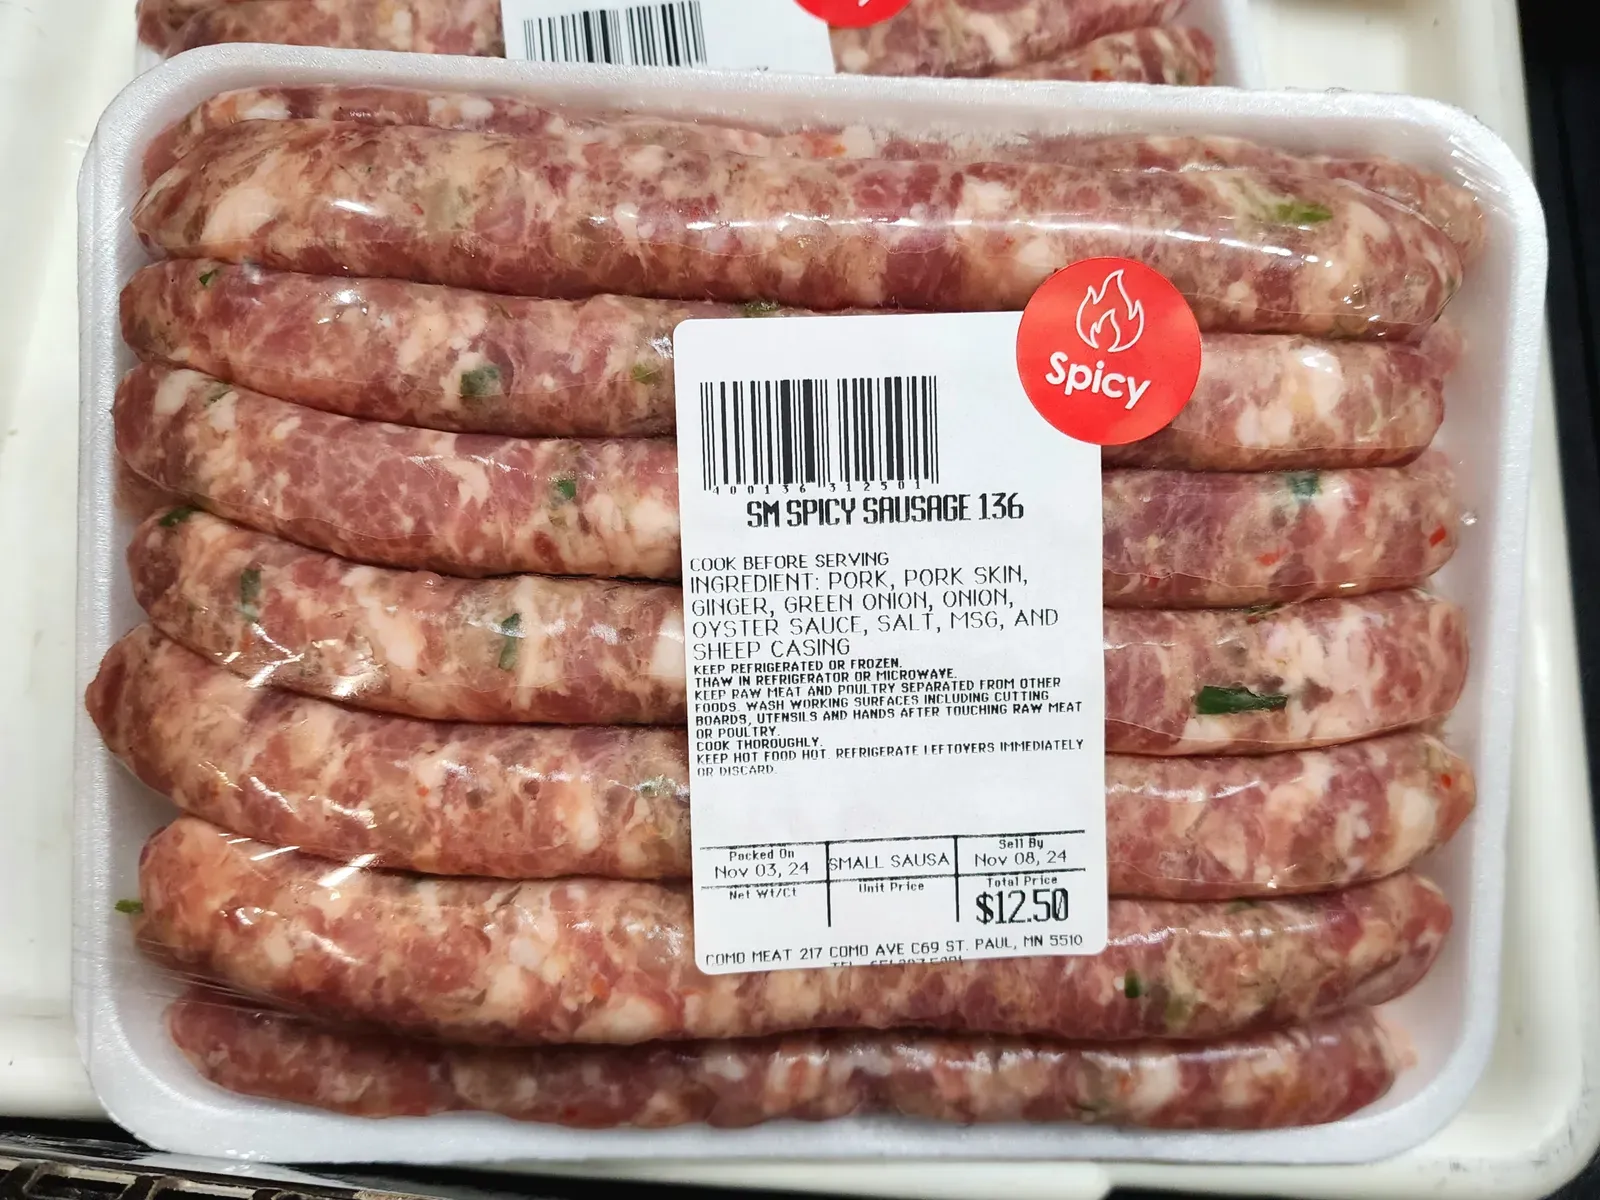 Spicy
400136 312501
SM SPICY SAUSAGE 136
COOK BEFORE SERVING
INGREDIENT: PORK, PORK SKIN,
GINGER, GREEN ONION, ONION,
OYSTER SAUCE, SALT, MSG, AND
SHEEP CASING
KEEP REFRIGERATED OR FROZEN.
THAW IN REFRIGERATOR OR MICROWAVE.
KEEP RAW MEAT AND POULTRY SEPARATED FROM OTHER
FOODS. WASH WORKING SURFACES INCLUDING CUTTING
BOARDS, UTENSILS AND HANDS AFTER TOUCHING RAW MEAT
OR POULTRY.
COOK THOROUGHLY.
KEEP HOT FOOD HOT. REFRIGERATE LEFTOVERS IMMEDIATELY
OR DISCARD.
Packed On
Nov 03, 24
SMALL SAUSA
Sell By
Nov 08, 24
Net Wt/Ct
Unit Price
Total Price
$12.50
COMO MEAT 217 COMO AVE C69 ST. PAUL, MN 5510